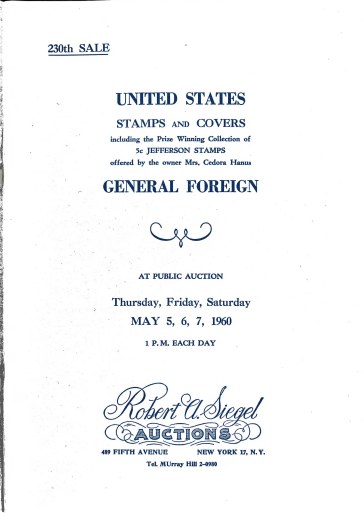 230th SALE
UNITED STATES
STAMPS AND COVERS
including the Prize Winning Collection of
5c JEFFERSON STAMPS
offered by the owner Mrs. Cedora Hanus
GENERAL FOREIGN
AT PUBLIC AUCTION
Thursday, Friday, Saturday
MAY 5, 6, 7, 1960
1 P. M. EACH DAY
Robert A. Siegel
AUCTIONS
489 FIFTH AVENUE NEW YORK 17, N. Y.
Tel. MUrray Hill 2-0980